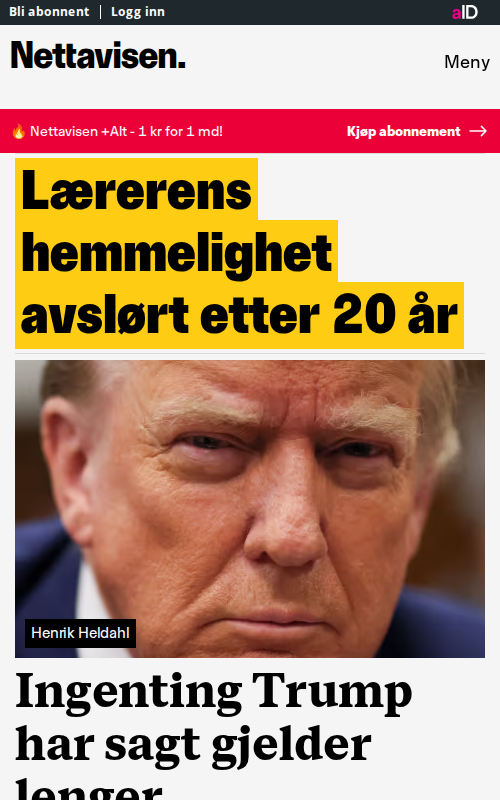 Bli abonnent | Logg inn
aID
Nettavisen.
Meny
🔥 Nettavisen +Alt - 1 kr for 1 md!
Kjøp abonnement →
Lærerens
hemmelighet
avslørt etter 20 år
Henrik Heldahl
Ingenting Trump
har sagt gjelder
lenger